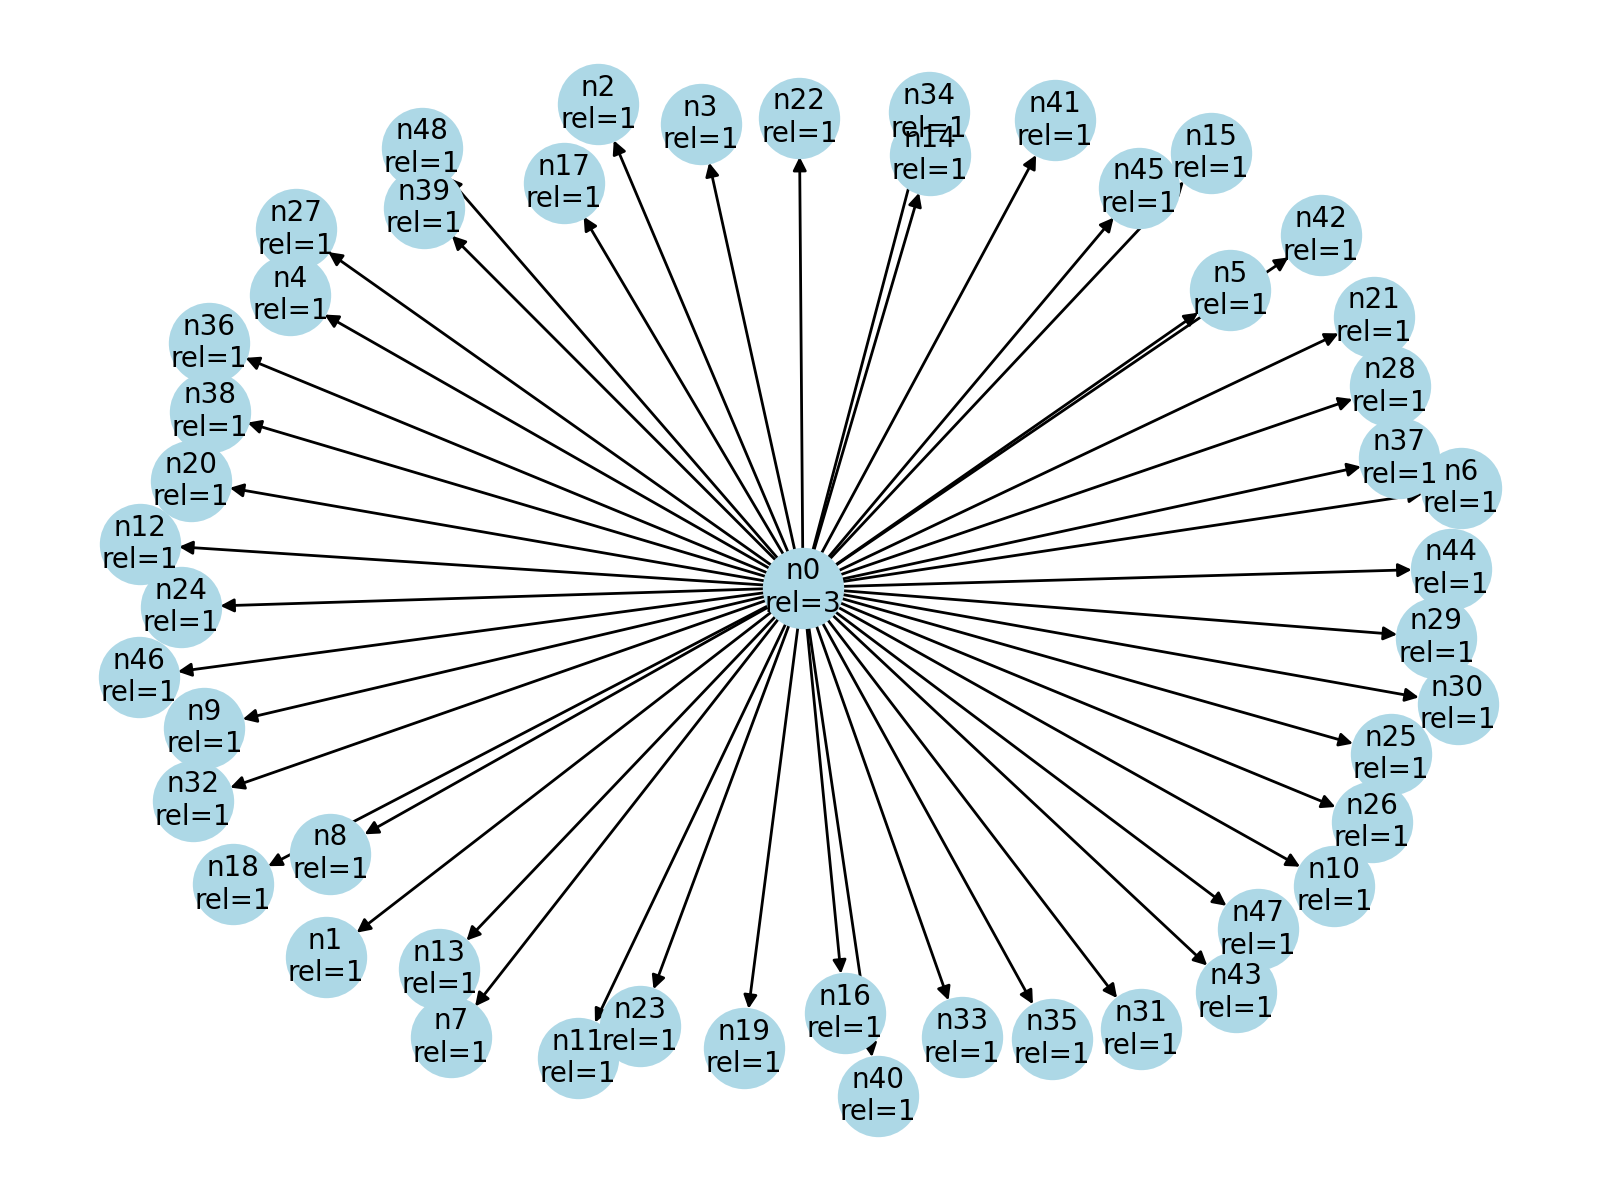 n2
rel=1
n3
rel=1
n22
rel=1
n34
rel=1
n41
rel=1
n48
rel=1
n14
rel=1
n15
rel=1
n17
rel=1
n45
rel=1
n39
rel=1
n27
rel=1
n42
rel=1
n4
rel=1
n5
rel=1
n21
rel=1
n36
rel=1
n28
rel=1
n38
rel=1
n37
rel=1
n20
rel=1
n6
rel=1
n12
rel=1
n44
rel=1
n0
rel=3
n24
rel=1
n29
rel=1
n46
rel=1
n30
rel=1
n9
rel=1
n25
rel=1
n32
rel=1
n26
rel=1
n8
rel=1
n18
rel=1
n10
rel=1
n47
rel=1
n1
rel=1
n13
rel=1
n43
rel=1
n16
rel=1
n7
rel=1
n23
rel=1
n33
rel=1
n35
rel=1
n31
rel=1
n11
rel=1
n19
rel=1
n40
rel=1